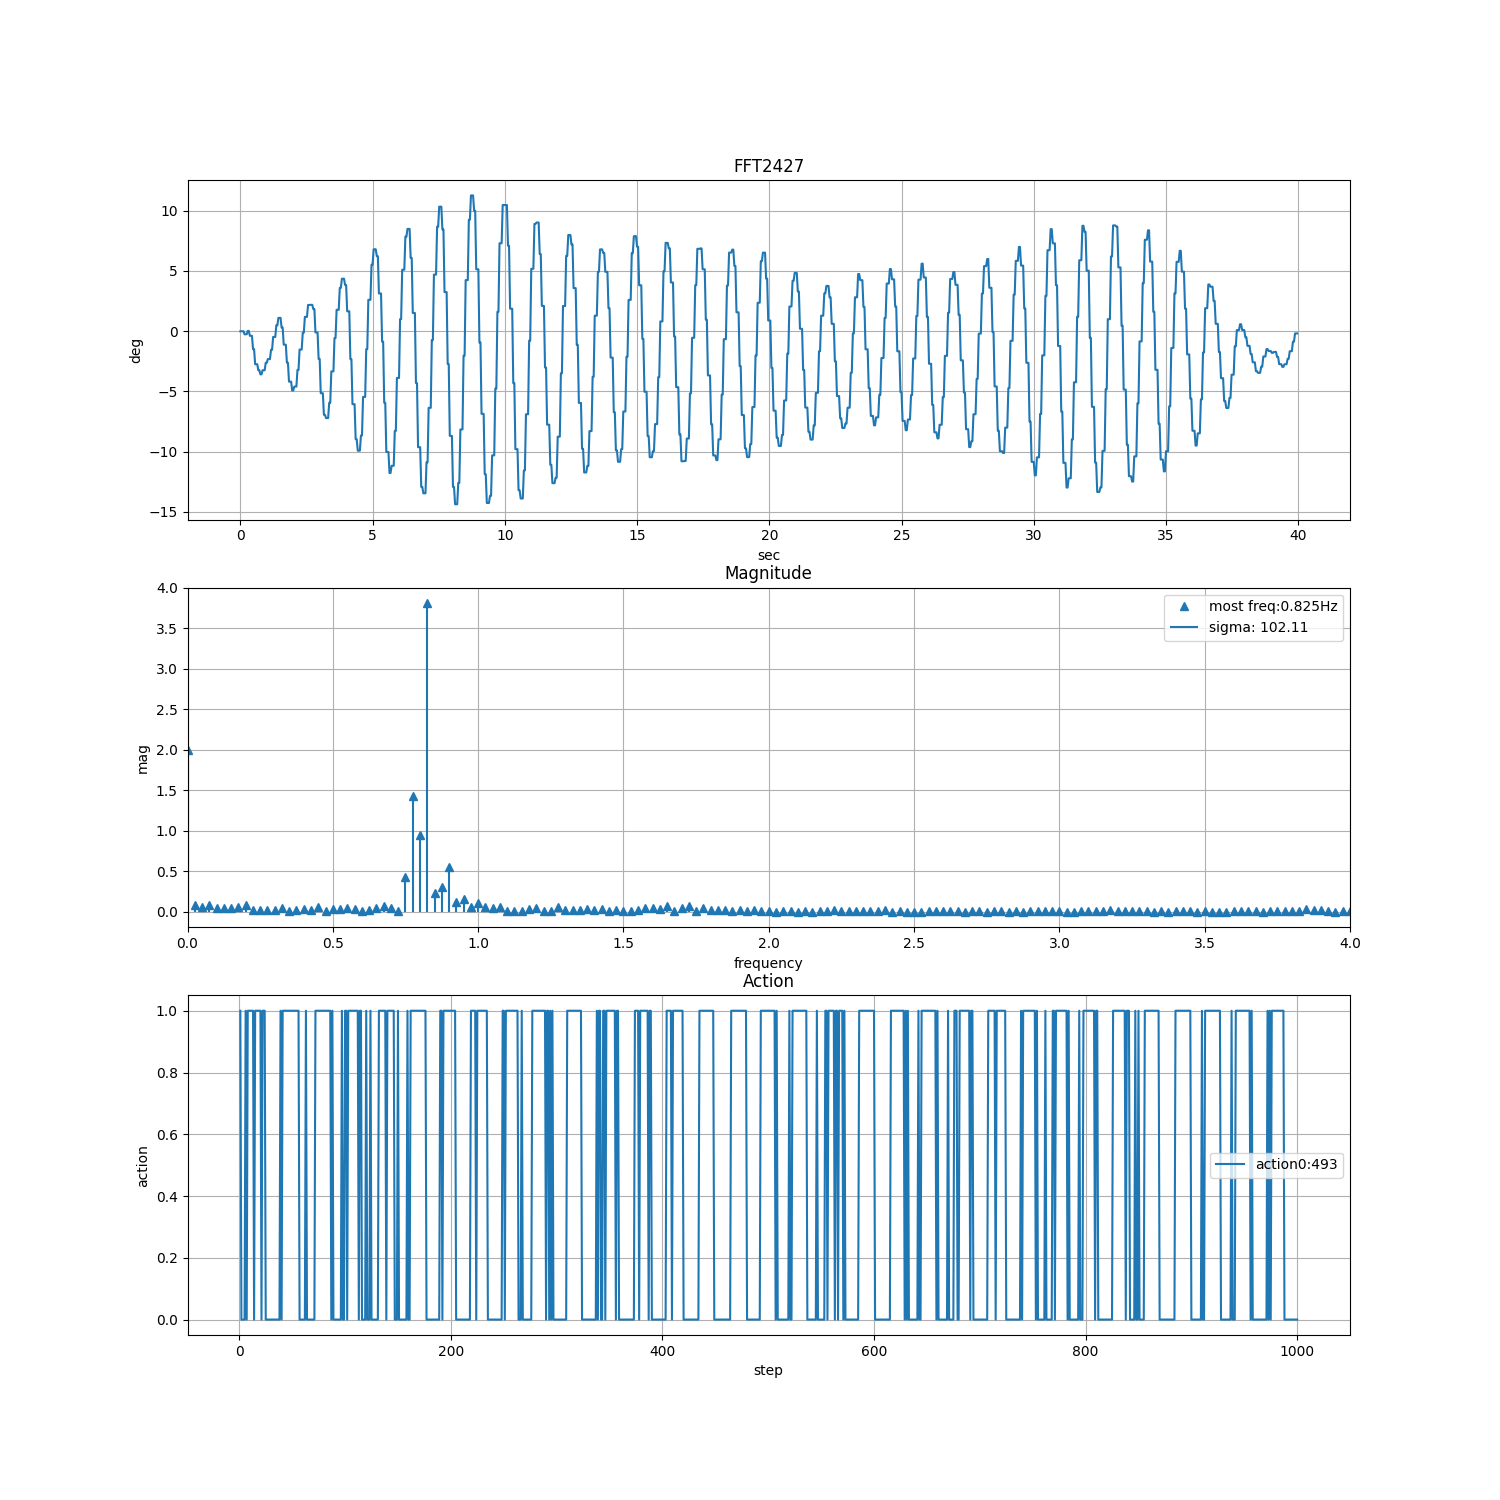 FFT2427
10
5
0
−5
−10
−15
deg
0 5 10 15 20 25 30 35 40
sec
Magnitude
4.0
3.5
3.0
2.5
2.0
1.5
1.0
0.5
0.0
mag
most freq:0.825Hz
sigma: 102.11
0.0 0.5 1.0 1.5 2.0 2.5 3.0 3.5 4.0
frequency
Action
1.0
0.8
0.6
0.4
0.2
0.0
action
action0:493
0 200 400 600 800 1000
step